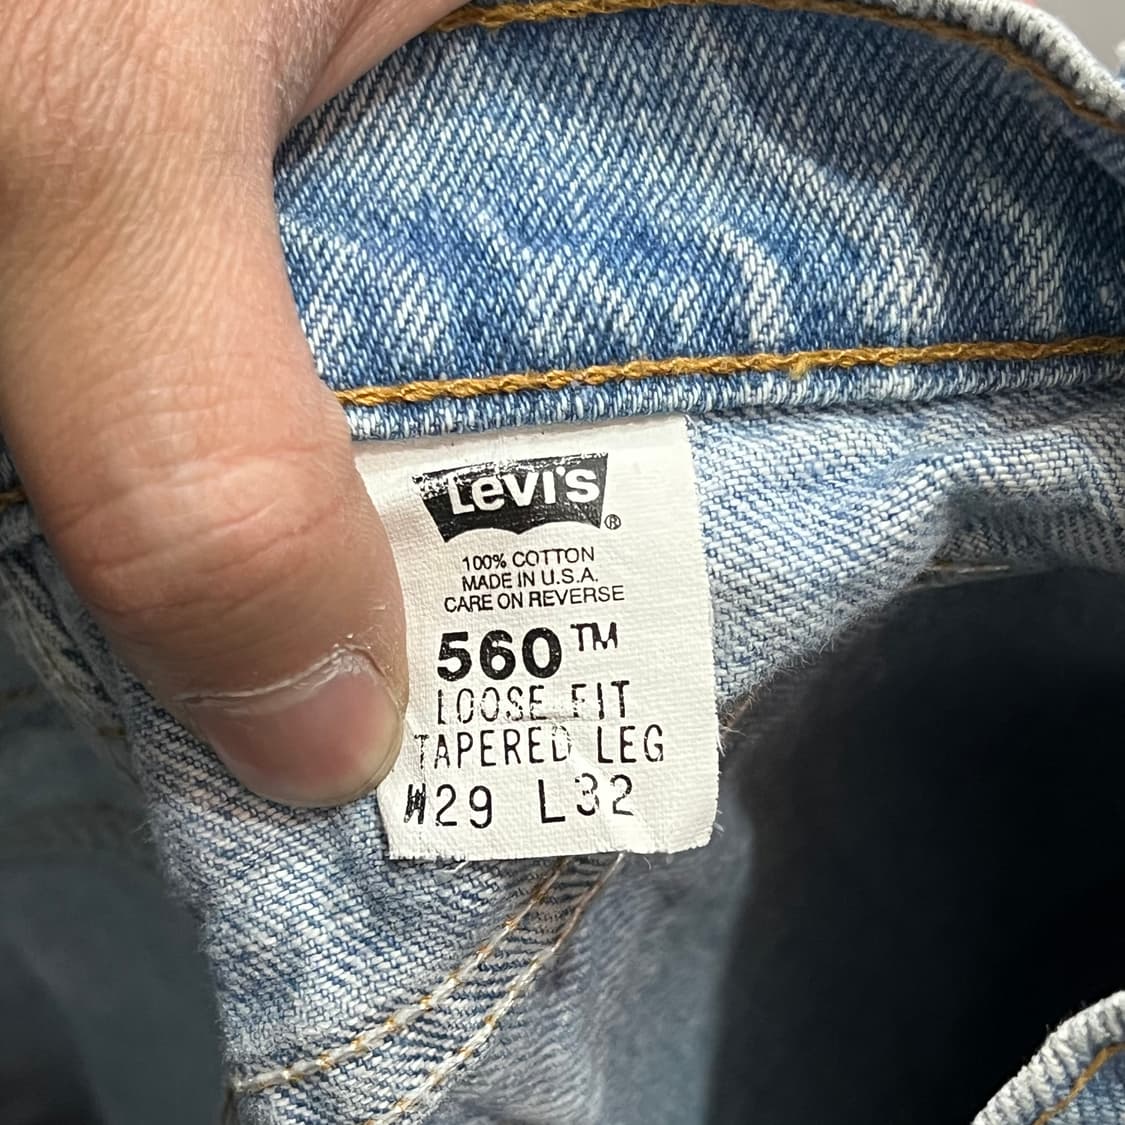 Levi's ®
100% COTTON
MADE IN U.S.A.
CARE ON REVERSE
560™
LOOSE FIT
TAPERED LEG
W29 L32